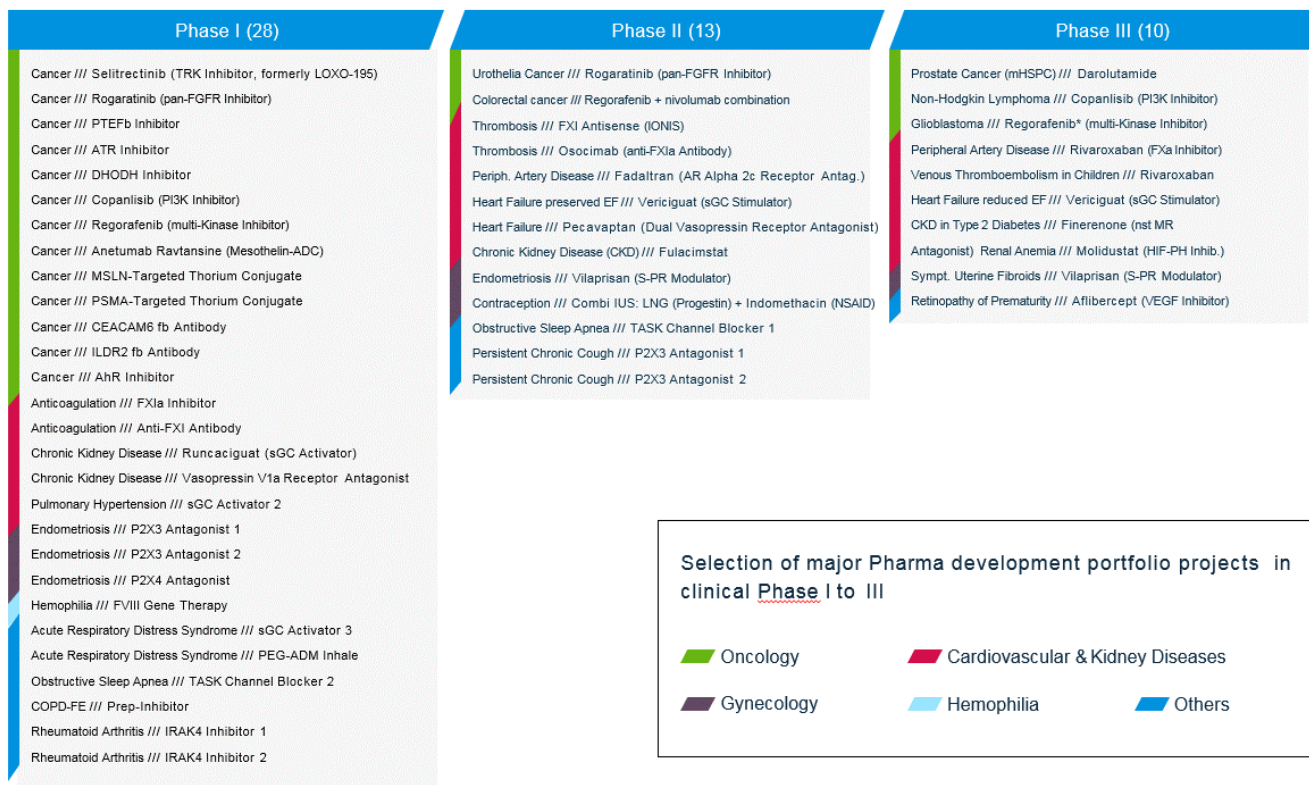 Phase I (28)
Cancer /// Selitrectinib (TRK Inhibitor, formerly LOXO-195)
Cancer /// Rogaratinib (pan-FGFR Inhibitor)
Cancer /// PTEFb Inhibitor
Cancer /// ATR Inhibitor
Cancer /// DHODH Inhibitor
Cancer /// Copanlisib (PI3K Inhibitor)
Cancer /// Regorafenib (multi-Kinase Inhibitor)
Cancer /// Anetumab Ravtansine (Mesothelin-ADC)
Cancer /// MSLN-Targeted Thorium Conjugate
Cancer /// PSMA-Targeted Thorium Conjugate
Cancer /// CEACAM6 fb Antibody
Cancer /// ILDR2 fb Antibody
Cancer /// AhR Inhibitor
Anticoagulation /// FXIa Inhibitor
Anticoagulation /// Anti-FXI Antibody
Chronic Kidney Disease /// Runcaciguat (sGC Activator)
Chronic Kidney Disease /// Vasopressin V1a Receptor Antagonist
Pulmonary Hypertension /// sGC Activator 2
Endometriosis /// P2X3 Antagonist 1
Endometriosis /// P2X3 Antagonist 2
Endometriosis /// P2X4 Antagonist
Hemophilia /// FVIII Gene Therapy
Acute Respiratory Distress Syndrome /// sGC Activator 3
Acute Respiratory Distress Syndrome /// PEG-ADM Inhale
Obstructive Sleep Apnea /// TASK Channel Blocker 2
COPD-FE /// Prep-Inhibitor
Rheumatoid Arthritis /// IRAK4 Inhibitor 1
Rheumatoid Arthritis /// IRAK4 Inhibitor 2
Phase II (13)
Urothelia Cancer /// Rogaratinib (pan-FGFR Inhibitor)
Colorectal cancer /// Regorafenib + nivolumab combination
Thrombosis /// FXI Antisense (IONIS)
Thrombosis /// Osocimab (anti-FXIa Antibody)
Periph. Artery Disease /// Fadaltran (AR Alpha 2c Receptor Antag.)
Heart Failure preserved EF /// Vericiguat (sGC Stimulator)
Heart Failure /// Pecavaptan (Dual Vasopressin Receptor Antagonist)
Chronic Kidney Disease (CKD) /// Fulacimstat
Endometriosis /// Vilaprisan (S-PR Modulator)
Contraception /// Combi IUS: LNG (Progestin) + Indomethacin (NSAID)
Obstructive Sleep Apnea /// TASK Channel Blocker 1
Persistent Chronic Cough /// P2X3 Antagonist 1
Persistent Chronic Cough /// P2X3 Antagonist 2
Phase III (10)
Prostate Cancer (mHSPC) /// Darolutamide
Non-Hodgkin Lymphoma /// Copanlisib (PI3K Inhibitor)
Glioblastoma /// Regorafenib* (multi-Kinase Inhibitor)
Peripheral Artery Disease /// Rivaroxaban (FXa Inhibitor)
Venous Thromboembolism in Children /// Rivaroxaban
Heart Failure reduced EF /// Vericiguat (sGC Stimulator)
CKD in Type 2 Diabetes /// Finerenone (nst MR
Antagonist) Renal Anemia /// Molidustat (HIF-PH Inhib.)
Sympt. Uterine Fibroids /// Vilaprisan (S-PR Modulator)
Retinopathy of Prematurity /// Aflibercept (VEGF Inhibitor)
Selection of major Pharma development portfolio projects in
clinical Phase I to III
Oncology
Cardiovascular & Kidney Diseases
Gynecology
Hemophilia
Others